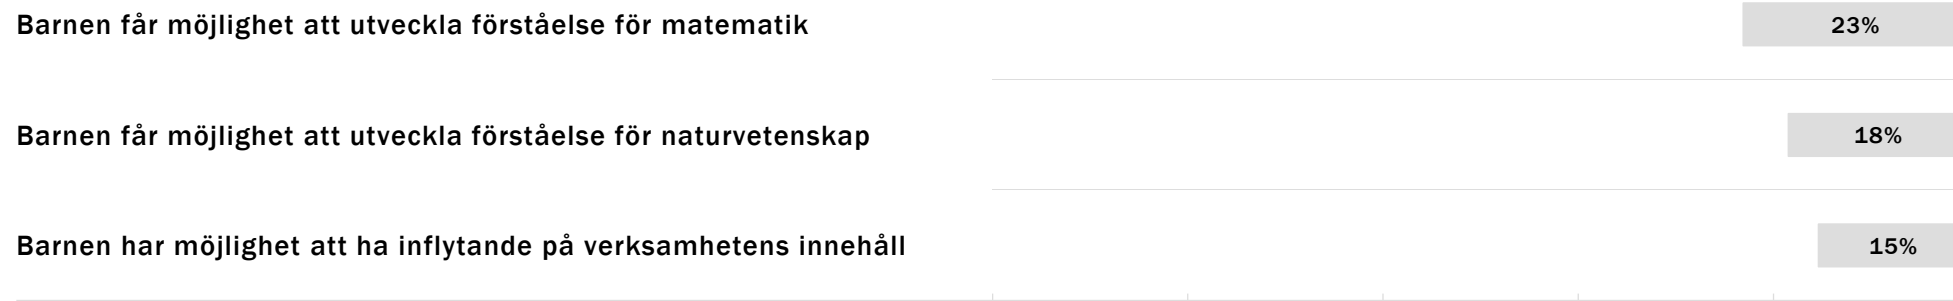 Barnen får möjlighet att utveckla förståelse för matematik 23%
Barnen får möjlighet att utveckla förståelse för naturvetenskap 18%
Barnen har möjlighet att ha inflytande på verksamhetens innehåll 15%